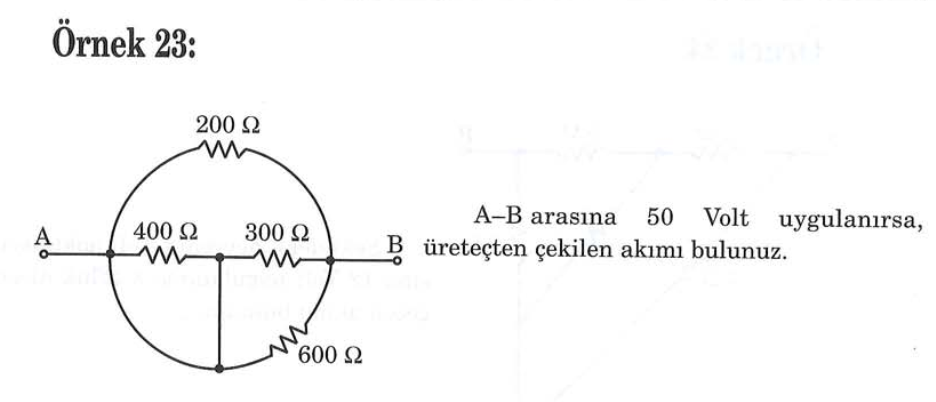 Örnek 23:
200 Ω
A
400 Ω
300 Ω
B
600 Ω
A–B arasına 50 Volt uygulanırsa,
üreteçten çekilen akımı bulunuz.